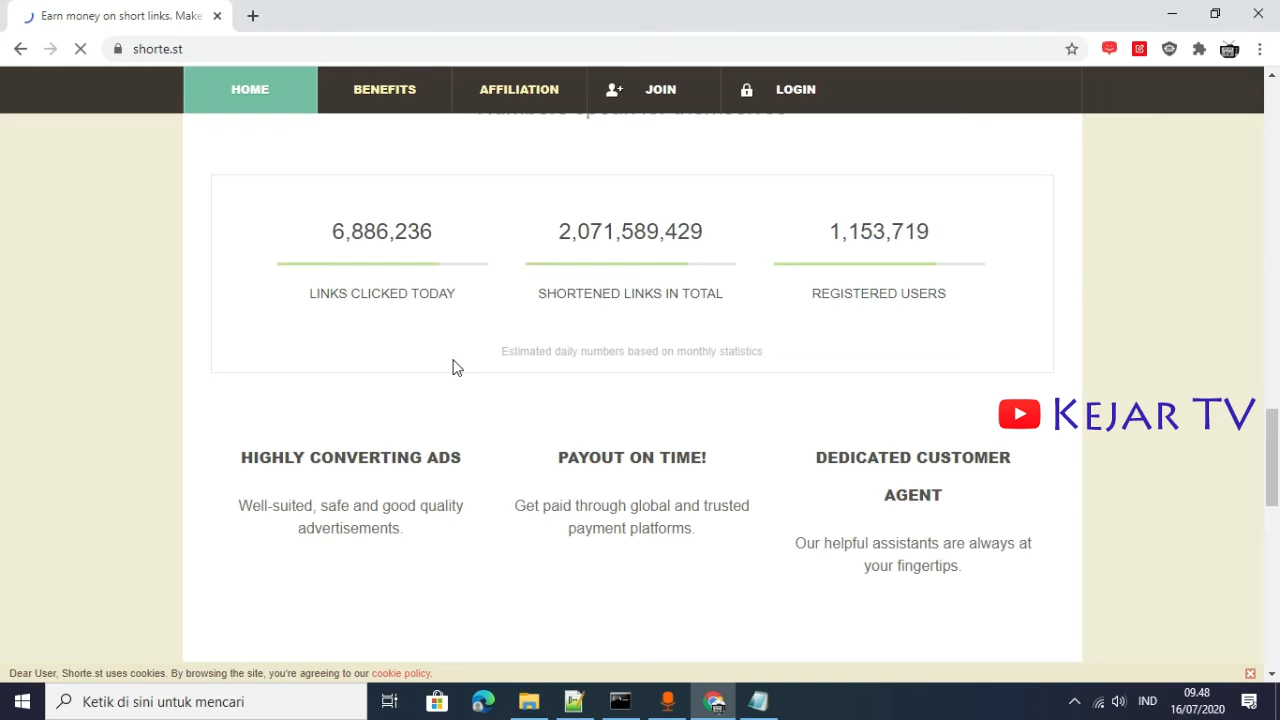 Earn money on short links. Make
shorte.st
HOME
BENEFITS
AFFILIATION
JOIN
LOGIN
Numbers speak for themselves
6,886,236
2,071,589,429
1,153,719
LINKS CLICKED TODAY
SHORTENED LINKS IN TOTAL
REGISTERED USERS
Estimated daily numbers based on monthly statistics
KEJAR TV
HIGHLY CONVERTING ADS
Well-suited, safe and good quality
advertisements.
PAYOUT ON TIME!
Get paid through global and trusted
payment platforms.
DEDICATED CUSTOMER
AGENT
Our helpful assistants are always at
your fingertips.
Dear User, Shorte.st uses cookies. By browsing the site, you're agreeing to our cookie policy.
Ketik di sini untuk mencari
IND
09.48
16/07/2020